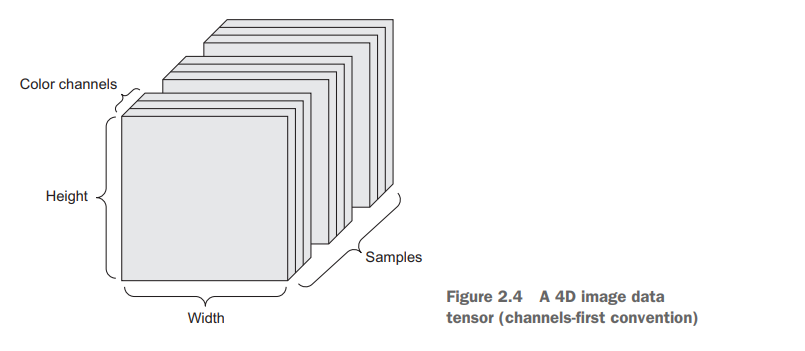 Color channels
Height
Samples
Width
Figure 2.4 A 4D image data
tensor (channels-first convention)